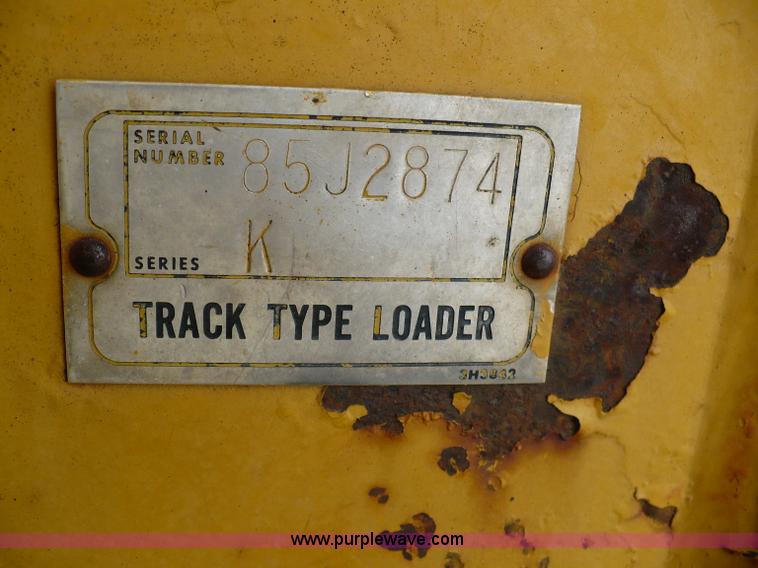 SERIAL
NUMBER 85J2874
SERIES K
TRACK TYPE LOADER
www.purplewave.com